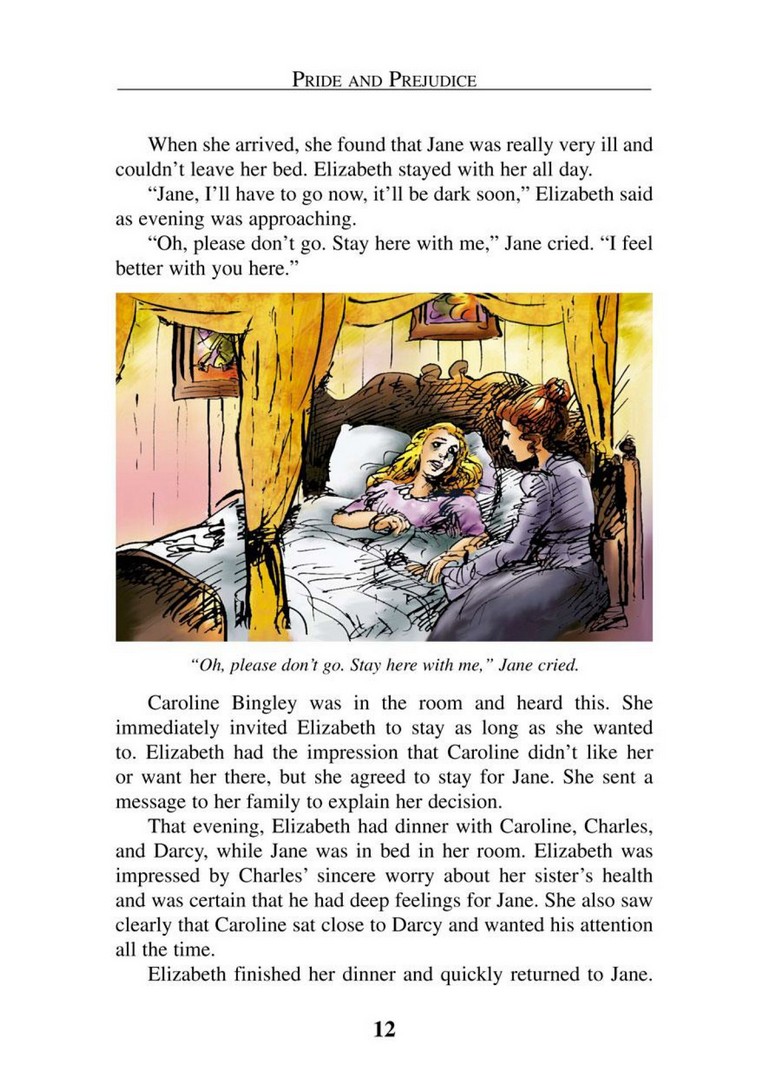 PRIDE AND PREJUDICE
When she arrived, she found that Jane was really very ill and
couldn’t leave her bed. Elizabeth stayed with her all day.
“Jane, I’ll have to go now, it’ll be dark soon,” Elizabeth said
as evening was approaching.
“Oh, please don’t go. Stay here with me,” Jane cried. “I feel
better with you here.”
“Oh, please don’t go. Stay here with me,” Jane cried.
Caroline Bingley was in the room and heard this. She
immediately invited Elizabeth to stay as long as she wanted
to. Elizabeth had the impression that Caroline didn’t like her
or want her there, but she agreed to stay for Jane. She sent a
message to her family to explain her decision.
That evening, Elizabeth had dinner with Caroline, Charles,
and Darcy, while Jane was in bed in her room. Elizabeth was
impressed by Charles’ sincere worry about her sister’s health
and was certain that he had deep feelings for Jane. She also saw
clearly that Caroline sat close to Darcy and wanted his attention
all the time.
Elizabeth finished her dinner and quickly returned to Jane.
12